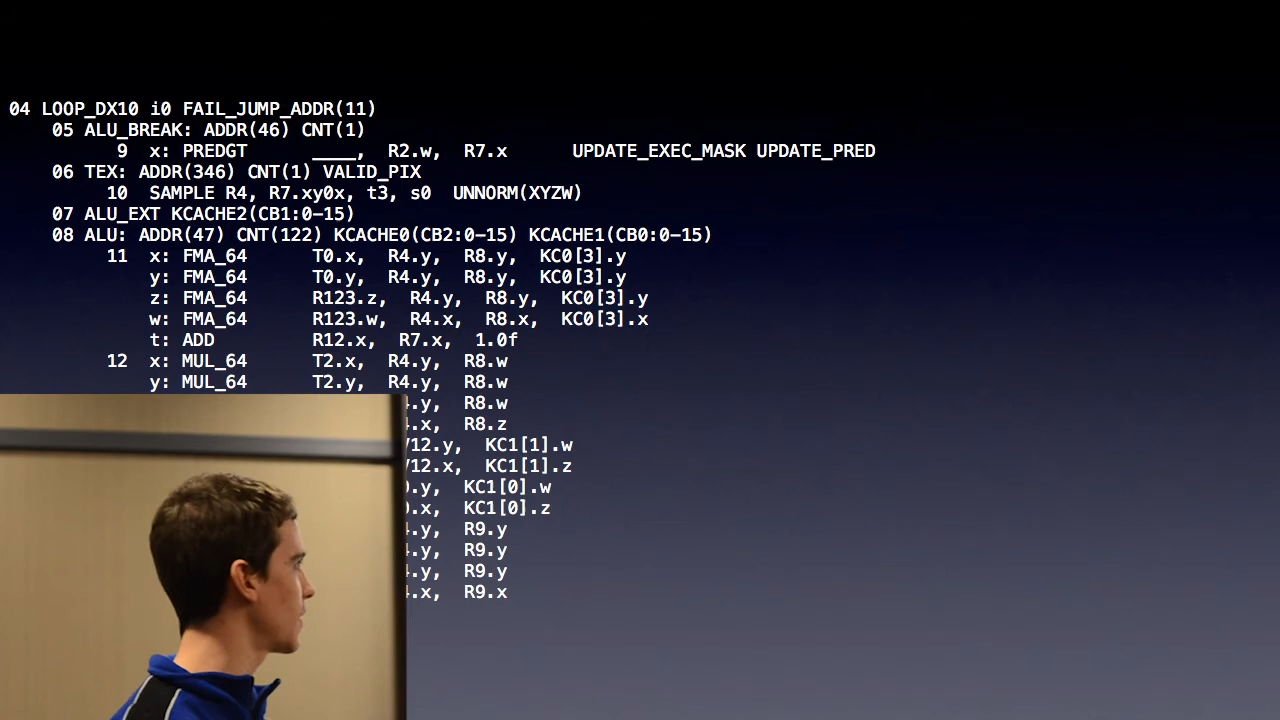 04 LOOP_DX10 i0 FAIL_JUMP_ADDR(11)
05 ALU_BREAK: ADDR(46) CNT(1)
9 x: PREDGT ____, R2.w, R7.x UPDATE_EXEC_MASK UPDATE_PRED
06 TEX: ADDR(346) CNT(1) VALID_PIX
10 SAMPLE R4, R7.xy0x, t3, s0 UNNORM(XYZW)
07 ALU_EXT KCACHE2(CB1:0-15)
08 ALU: ADDR(47) CNT(122) KCACHE0(CB2:0-15) KCACHE1(CB0:0-15)
11 x: FMA_64 T0.x, R4.y, R8.y, KC0[3].y
y: FMA_64 T0.y, R4.y, R8.y, KC0[3].y
z: FMA_64 R123.z, R4.y, R8.y, KC0[3].y
w: FMA_64 R123.w, R4.x, R8.x, KC0[3].x
t: ADD R12.x, R7.x, 1.0f
12 x: MUL_64 T2.x, R4.y, R8.w
y: MUL_64 T2.y, R4.y, R8.w
.y, R8.w
.x, R8.z
12.y, KC1[1].w
12.x, KC1[1].z
.y, KC1[0].w
.x, KC1[0].z
.y, R9.y
.y, R9.y
.y, R9.y
.x, R9.x